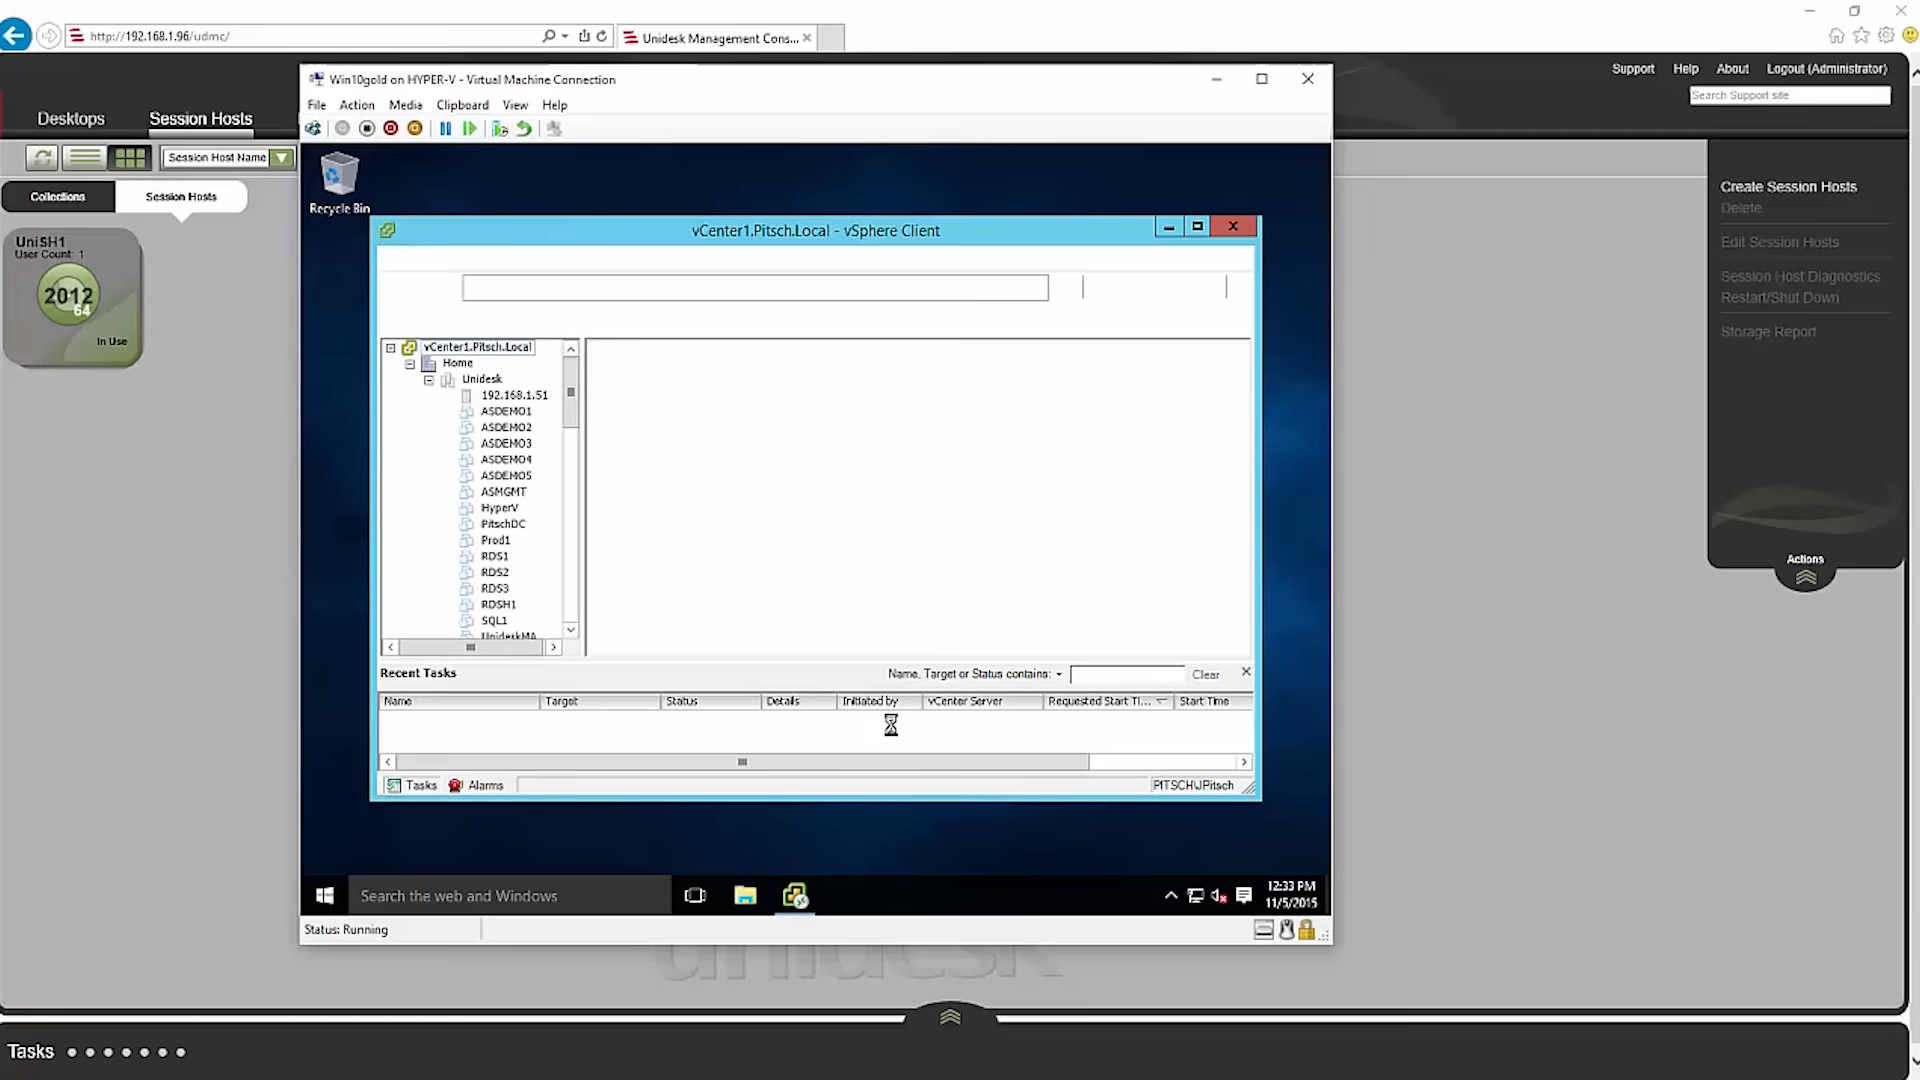 http://192.168.1.96/udmc/
Unidesk Management Cons...
Support Help About Logout (Administrator)
Search Support site
Desktops Session Hosts
Session Host Name
Collections Session Hosts
UniSH1
User Count: 1
2012
64
In Use
Win10gold on HYPER-V - Virtual Machine Connection
File Action Media Clipboard View Help
Recycle Bin
vCenter1.Pitsch.Local - vSphere Client
vCenter1.Pitsch.Local
Home
Unidesk
192.168.1.51
ASDEMO1
ASDEMO2
ASDEMO3
ASDEMO4
ASDEMO5
ASMGMT
HyperV
PitschDC
Prod1
RDS1
RDS2
RDS3
RDSH1
SQL1
UnideskMA
Recent Tasks
Name, Target or Status contains: Clear
Name Target Status Details Initiated by vCenter Server Requested Start Ti... Start Time
Tasks Alarms
PITSCH\JPitsch
Search the web and Windows
12:33 PM
11/5/2015
Status: Running
Create Session Hosts
Delete
Edit Session Hosts
Session Host Diagnostics
Restart/Shut Down
Storage Report
Actions
unidesk
Tasks